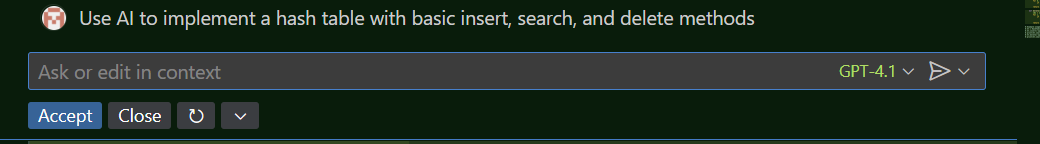 Use AI to implement a hash table with basic insert, search, and delete methods
Ask or edit in context
GPT-4.1
Accept Close